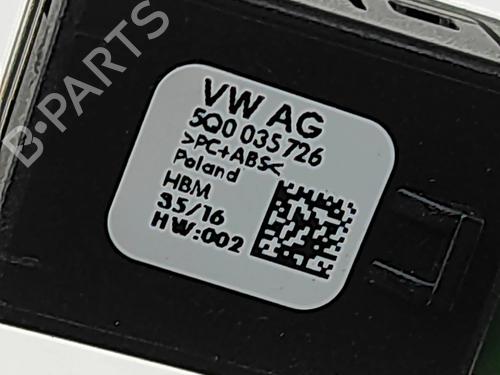 B-PARTS
VW AG
5Q0 035 726
>PC+ABS<
Poland
HBM
35/16
HW:002